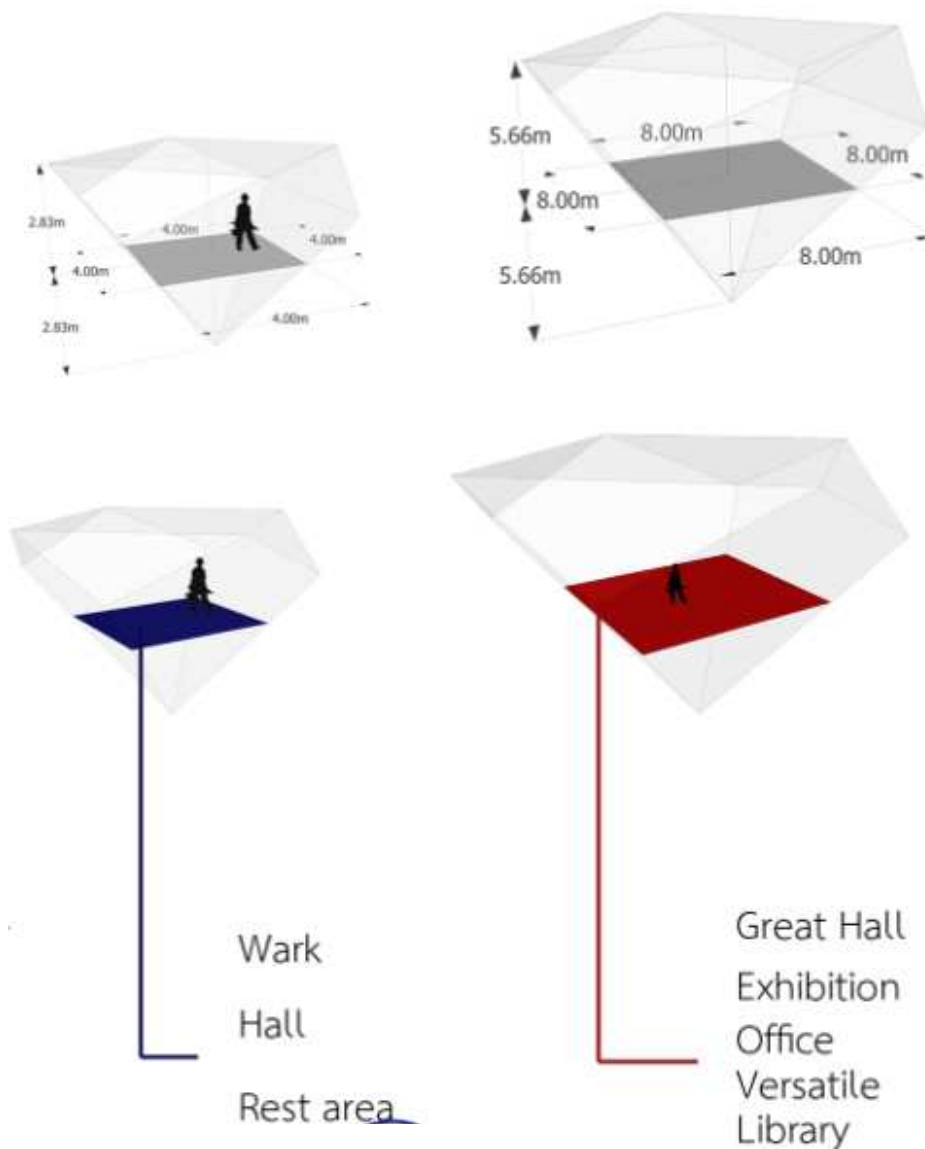 2.83m
4.00m
4.00m
4.00m
2.83m
4.00m
5.66m
8.00m
8.00m
8.00m
5.66m
8.00m
Wark
Hall
Rest area
Great Hall
Exhibition
Office
Versatile
Library